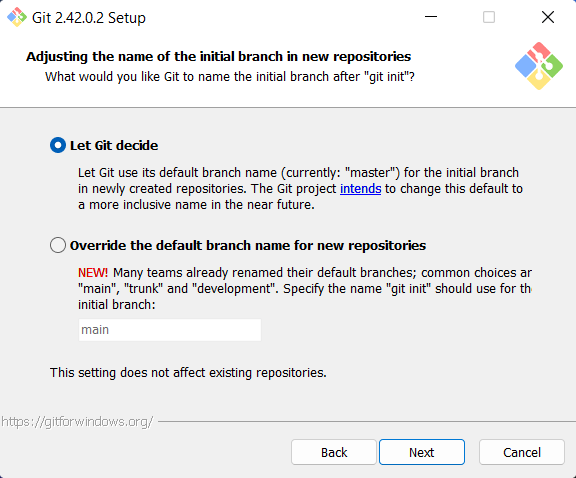 Git 2.42.0.2 Setup
Adjusting the name of the initial branch in new repositories
What would you like Git to name the initial branch after "git init"?
Let Git decide
Let Git use its default branch name (currently: "master") for the initial branch
in newly created repositories. The Git project intends to change this default to
a more inclusive name in the near future.
Override the default branch name for new repositories
NEW! Many teams already renamed their default branches; common choices ar
"main", "trunk" and "development". Specify the name "git init" should use for th
initial branch:
main
This setting does not affect existing repositories.
https://gitforwindows.org/
Back
Next
Cancel